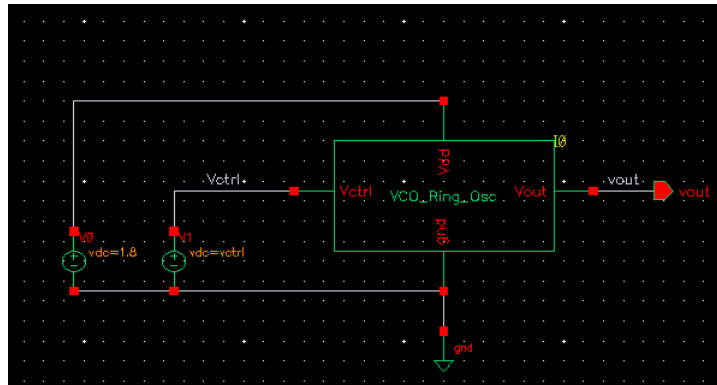 I0
Vdd
Vctrl
Vctrl
VCO_Ring_Osc
Vout
vout
vout
gnd
V0
vdc=1.8
V1
vdc=vctrl
gnd